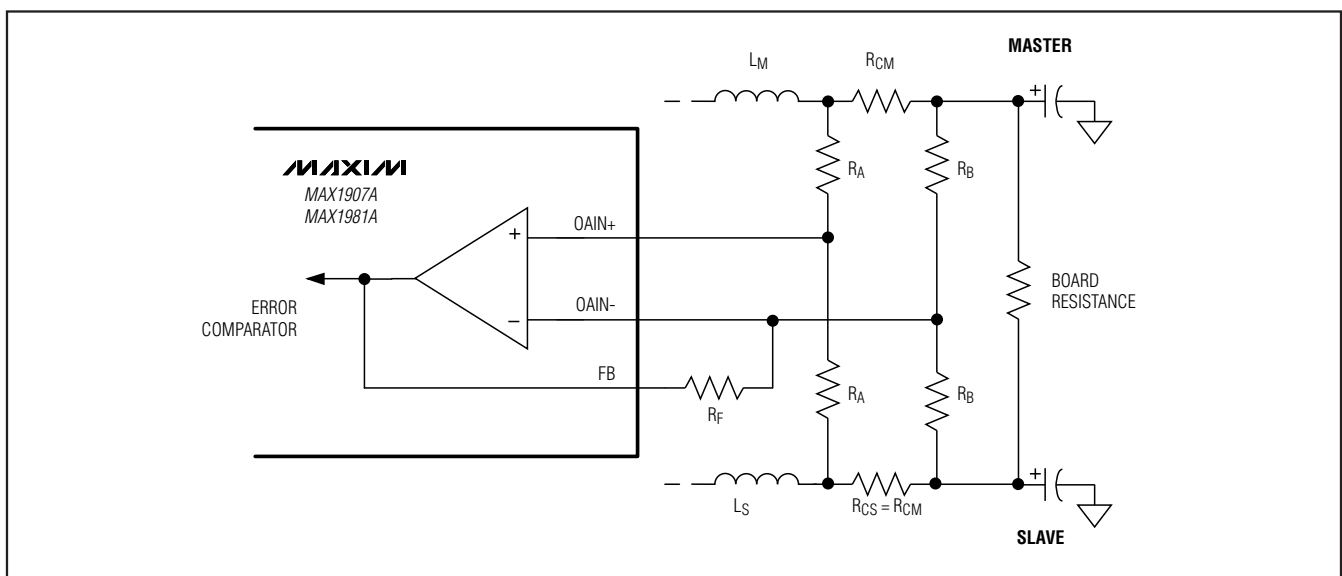 MASTER
LM
RCM
+
MAXIM
MAX1907A
MAX1981A
RA
RB
OAIN+
+
ERROR
COMPARATOR
OAIN-
−
BOARD
RESISTANCE
FB
RF
RA
RB
+
LS
RCS = RCM
SLAVE